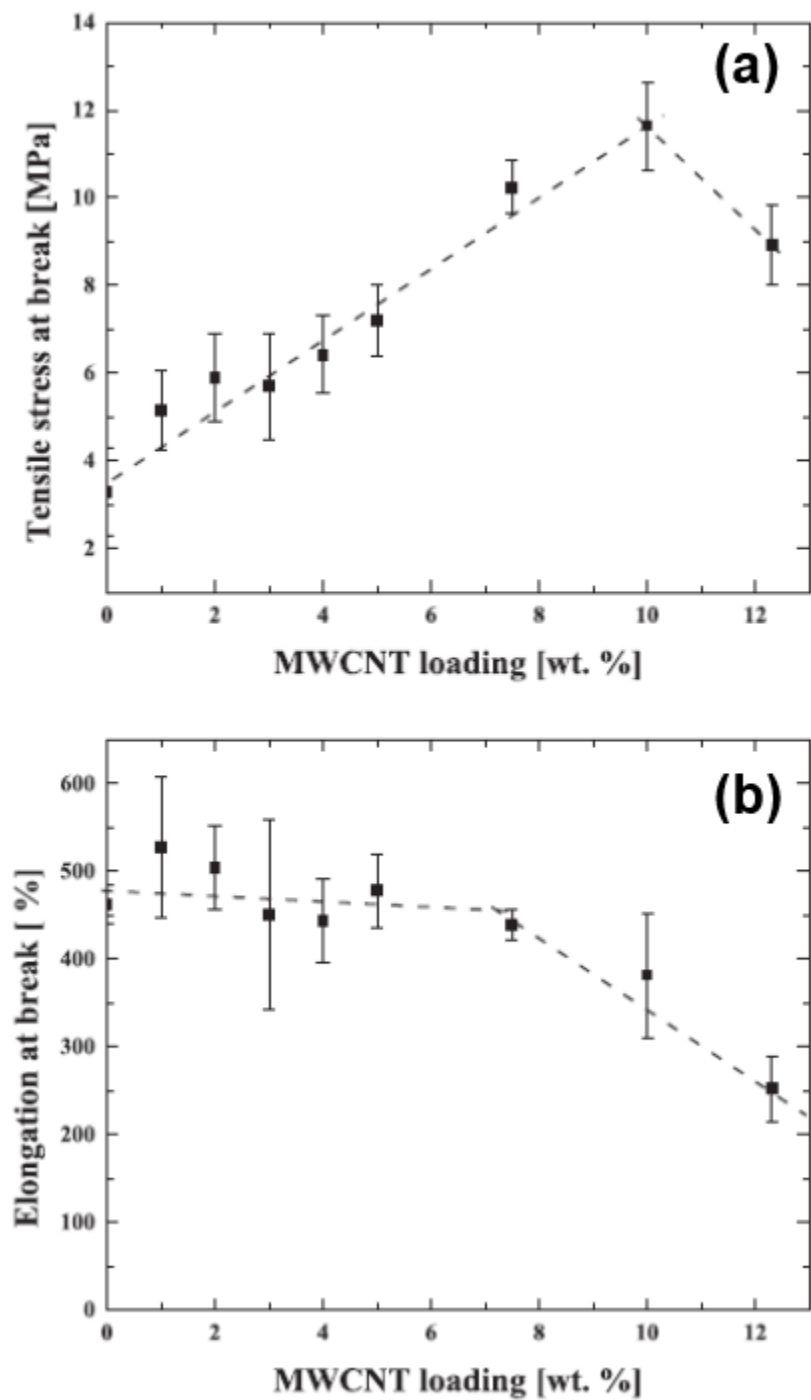 (a)
14
12
10
8
6
4
2
Tensile stress at break [MPa]
0 2 4 6 8 10 12
MWCNT loading [wt. %]
(b)
600
500
400
300
200
100
0
Elongation at break [ %]
0 2 4 6 8 10 12
MWCNT loading [wt. %]